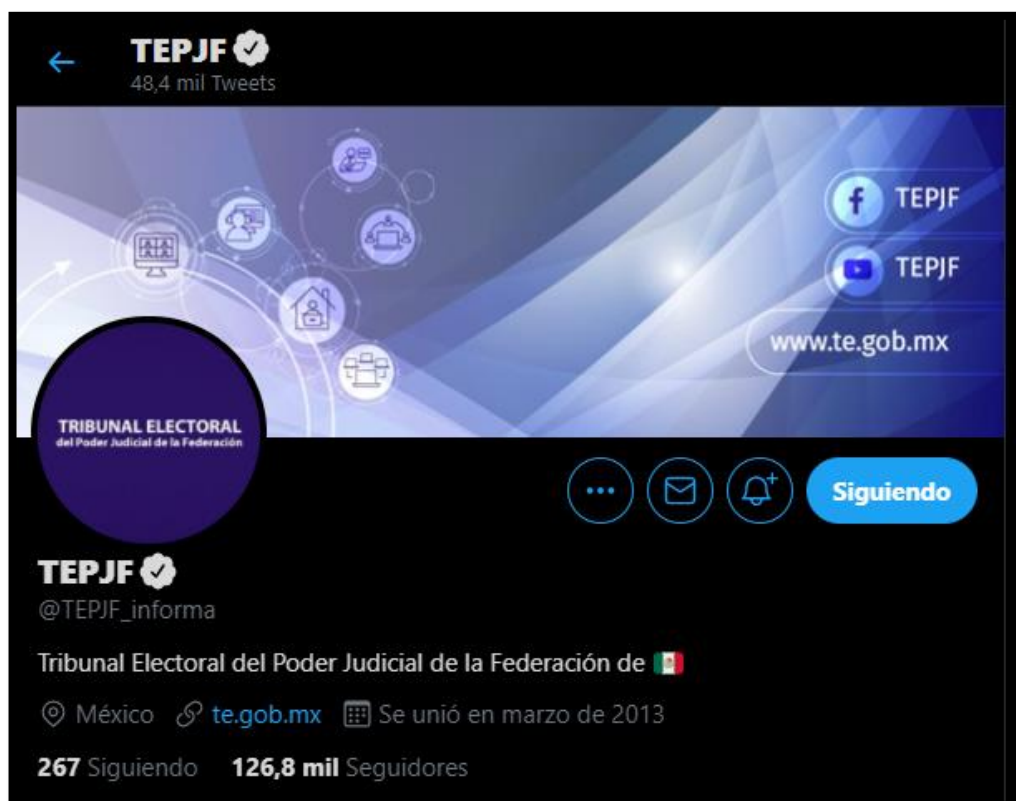 TEPJF
48,4 mil Tweets
TEPJF
TEPJF
www.te.gob.mx
TRIBUNAL ELECTORAL
del Poder Judicial de la Federación
Siguiendo
TEPJF
@TEPJF_informa
Tribunal Electoral del Poder Judicial de la Federación de 🇲🇽
México te.gob.mx Se unió en marzo de 2013
267 Siguiendo 126,8 mil Seguidores